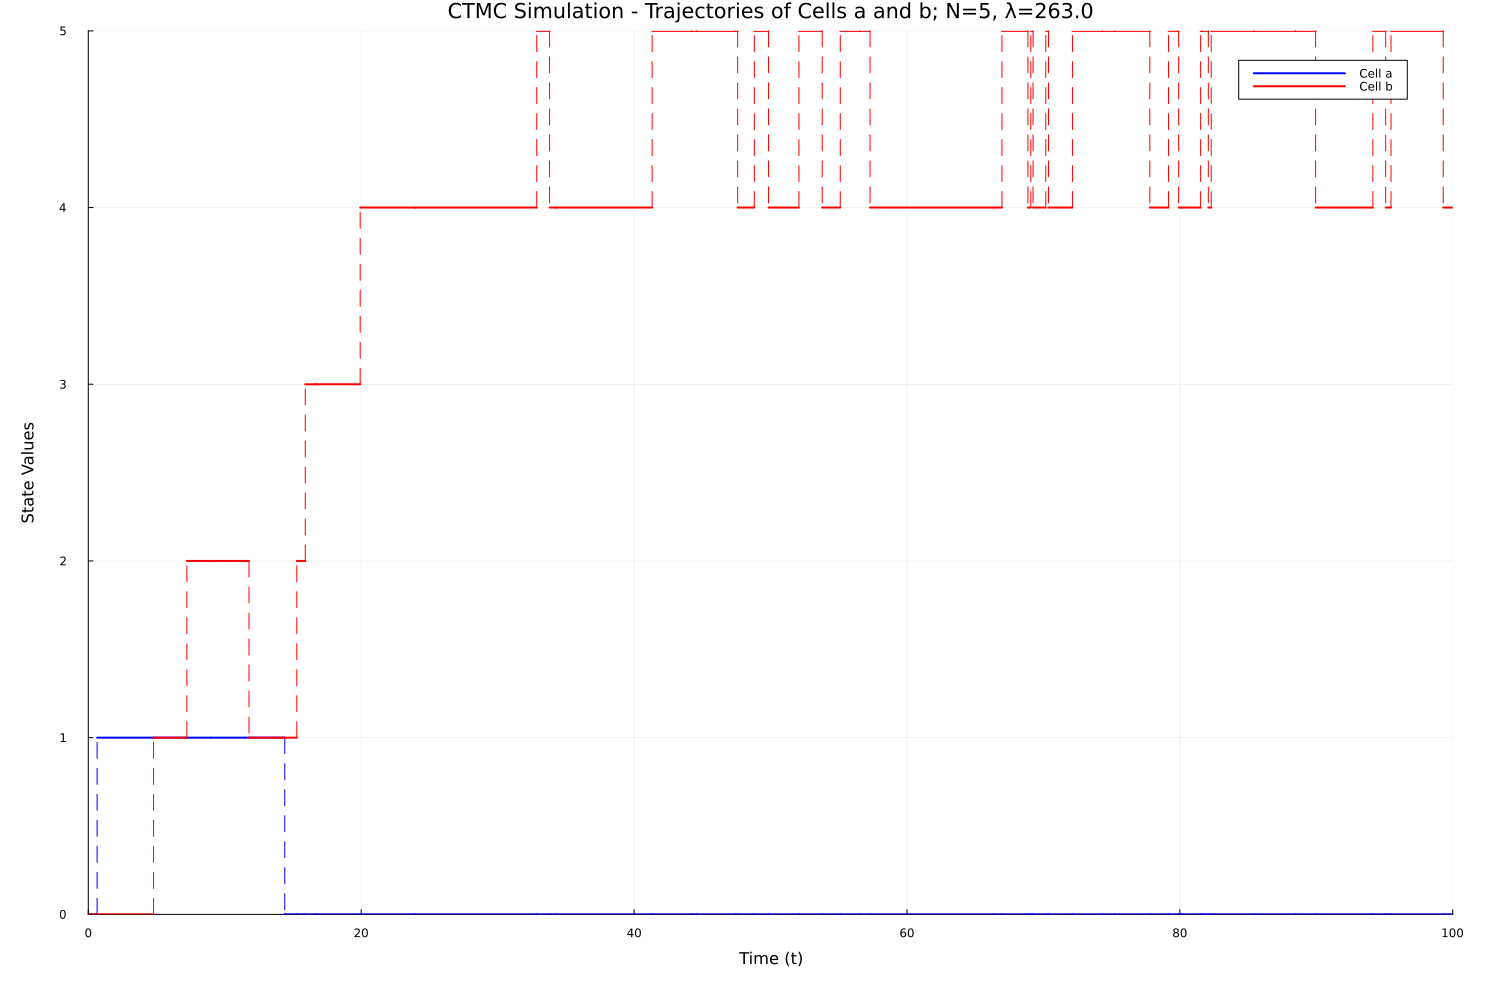 CTMC Simulation - Trajectories of Cells a and b; N=5, λ=263.0
5
Cell a
Cell b
4
3
State Values
2
1
0
0 20 40 60 80 100
Time (t)